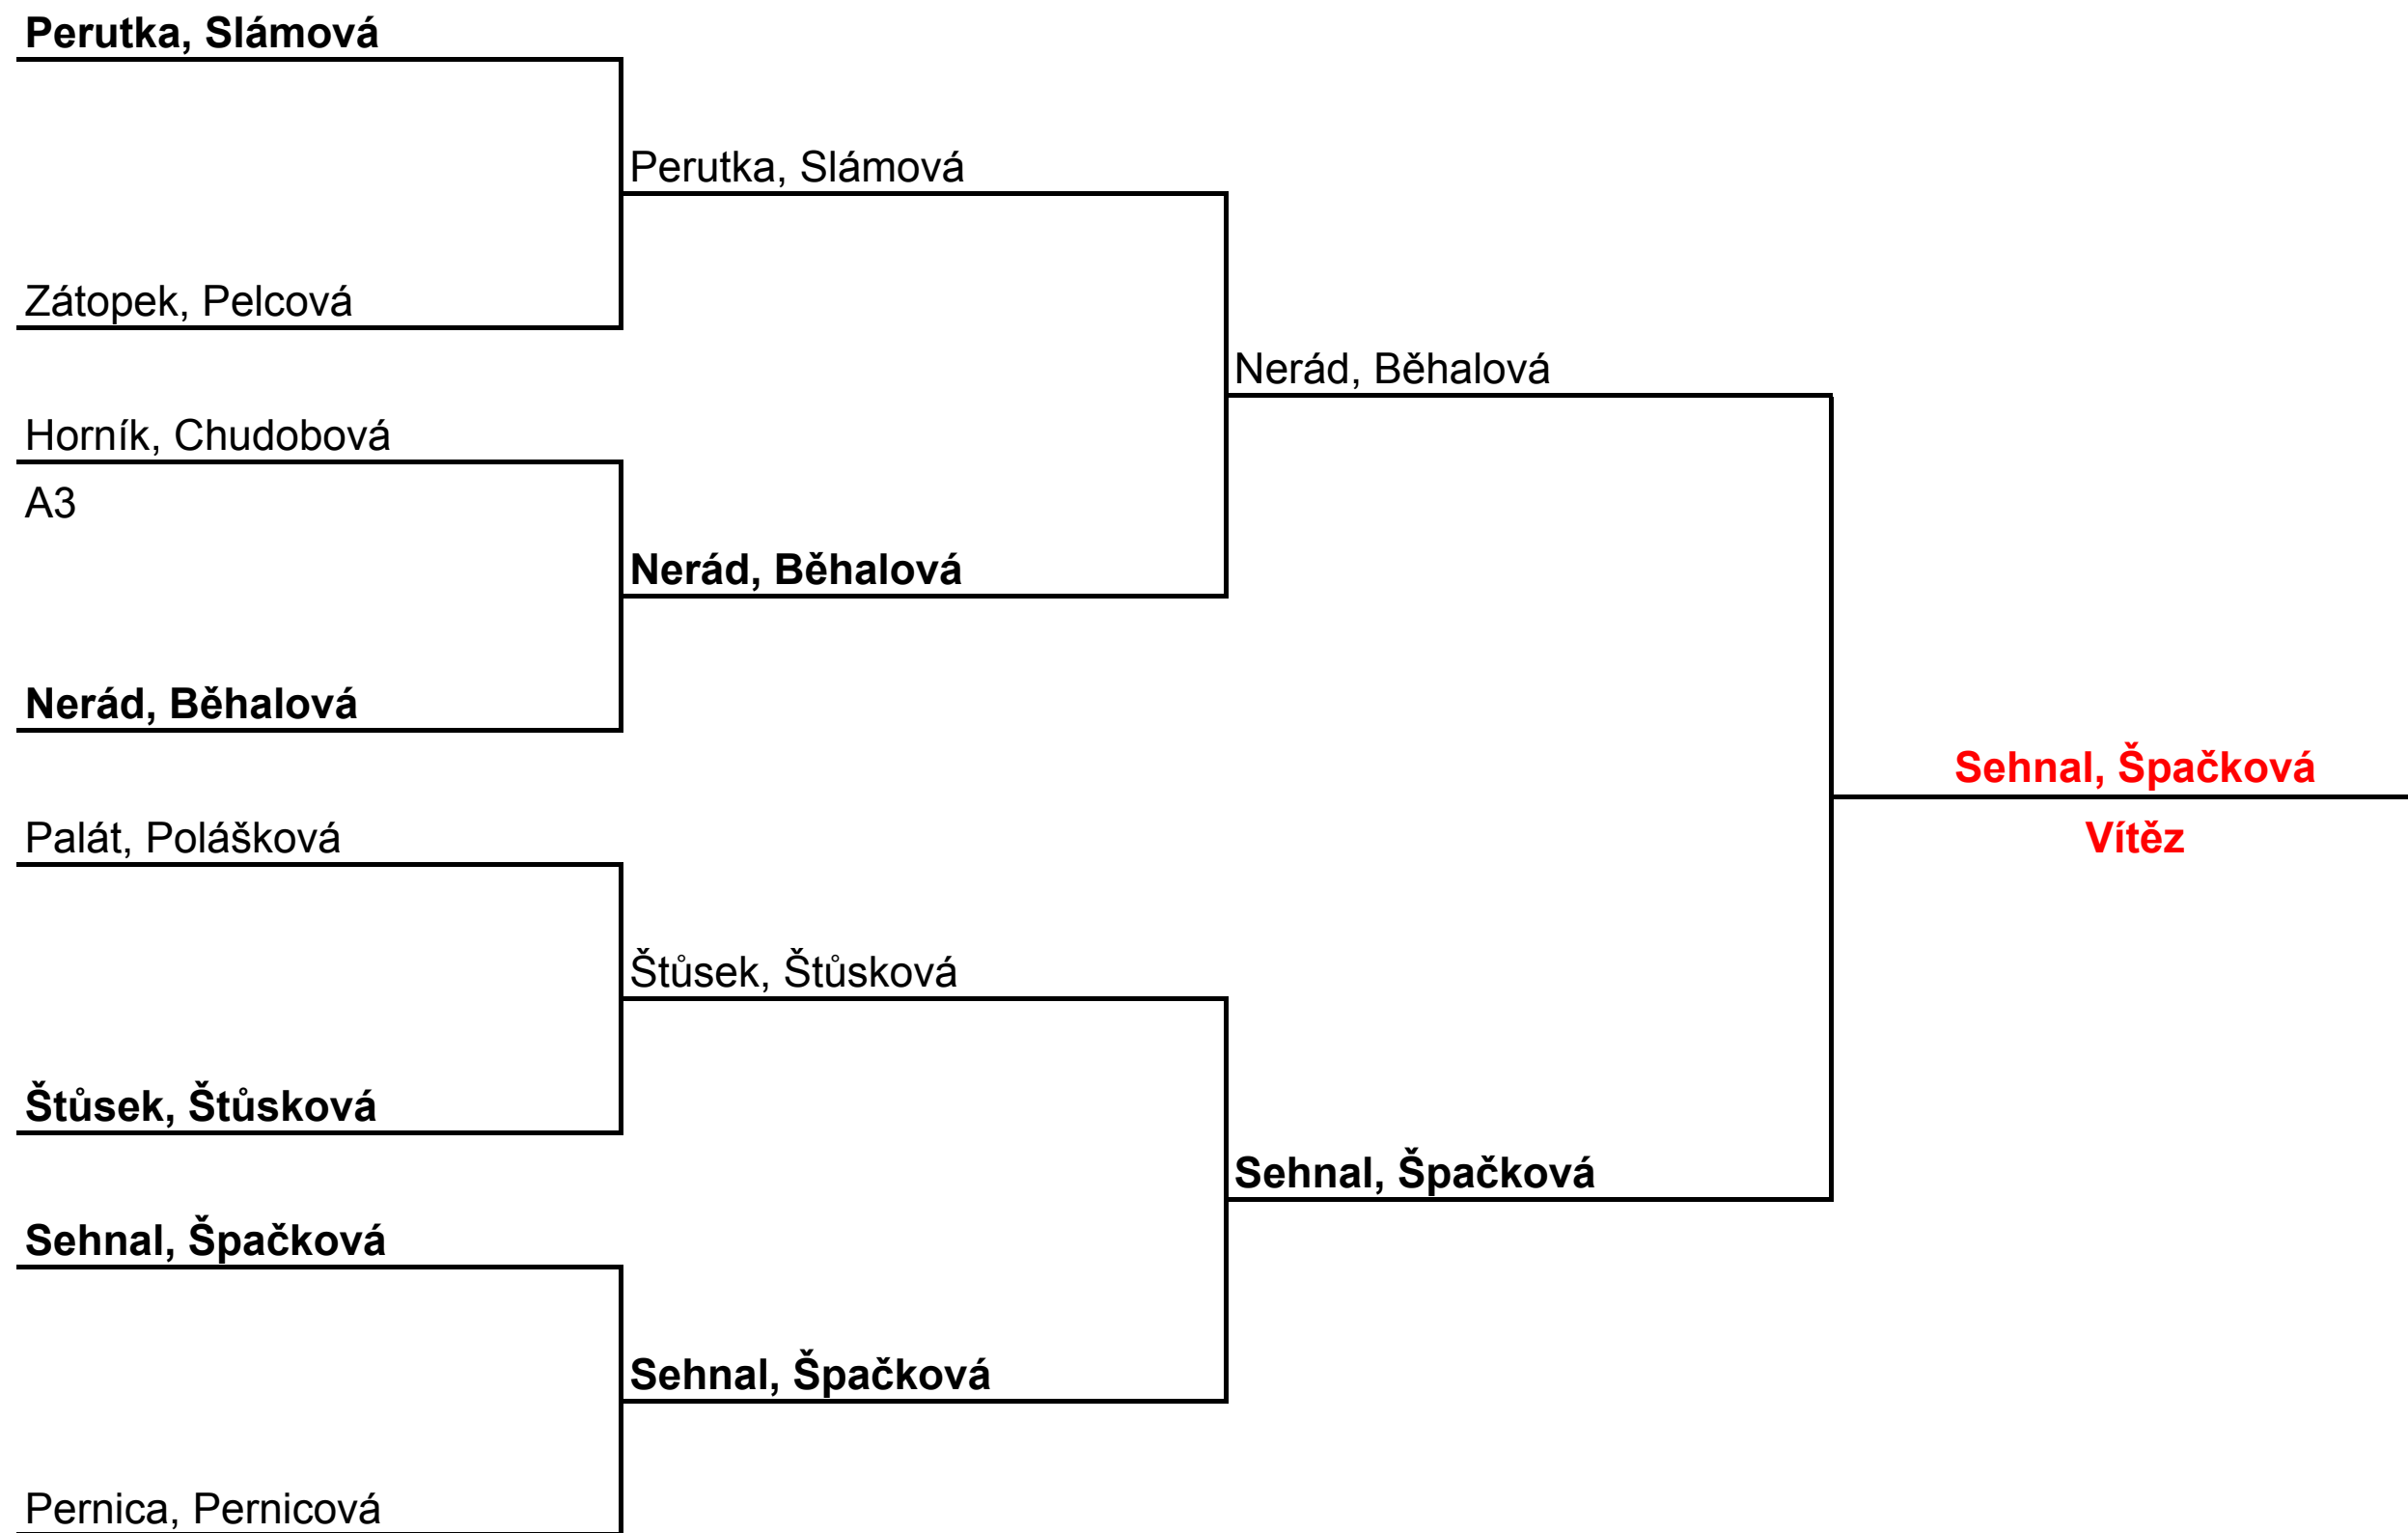 Perutka, Slámová
Perutka, Slámová
Zátopek, Pelcová
Nerád, Běhalová
Horník, Chudobová
A3
Nerád, Běhalová
Nerád, Běhalová
Sehnal, Špačková
Palát, Polášková
Vítěz
Štůsek, Štůsková
Štůsek, Štůsková
Sehnal, Špačková
Sehnal, Špačková
Sehnal, Špačková
Pernica, Pernicová